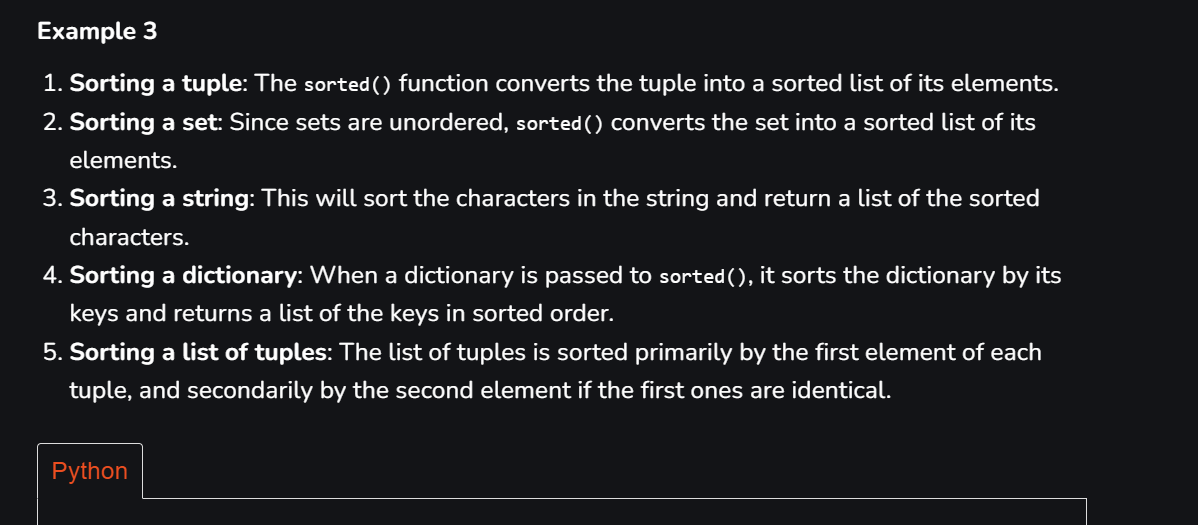 Example 3
1. Sorting a tuple: The sorted() function converts the tuple into a sorted list of its elements.
2. Sorting a set: Since sets are unordered, sorted() converts the set into a sorted list of its
elements.
3. Sorting a string: This will sort the characters in the string and return a list of the sorted
characters.
4. Sorting a dictionary: When a dictionary is passed to sorted(), it sorts the dictionary by its
keys and returns a list of the keys in sorted order.
5. Sorting a list of tuples: The list of tuples is sorted primarily by the first element of each
tuple, and secondarily by the second element if the first ones are identical.
Python